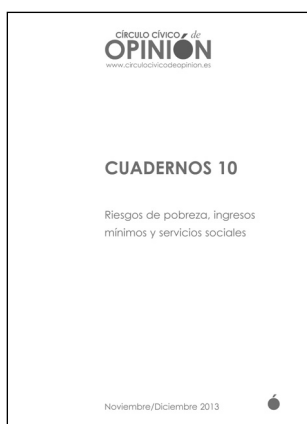 CÍRCULO CÍVICO de
OPINIÓN
www.circulocivicodeopinion.es
CUADERNOS 10
Riesgos de pobreza, ingresos
mínimos y servicios sociales
Noviembre/Diciembre 2013